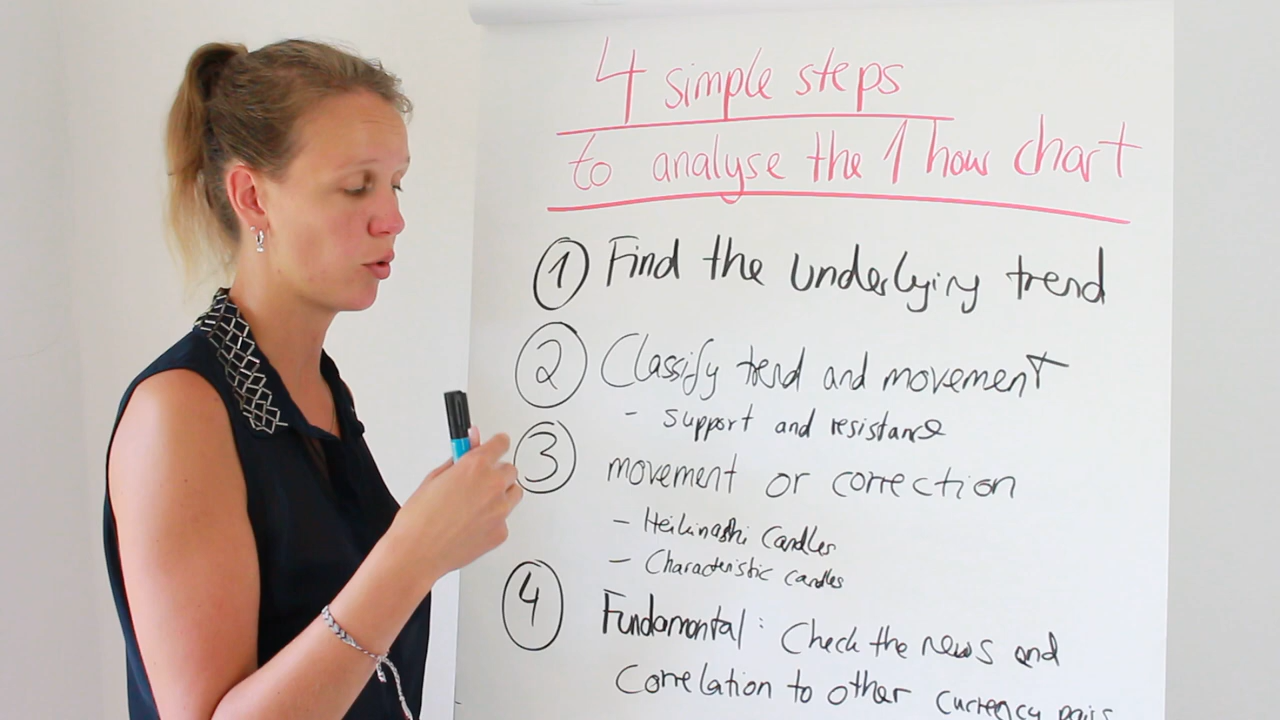 4 simple steps
to analyse the 1 hour chart
1 Find the underlying trend
2 Classify trend and movement
- support and resistance
3 movement or correction
- Heikinashi Candles
- Characteristic candles
4 Fundamental: Check the news and
Correlation to other currency pairs